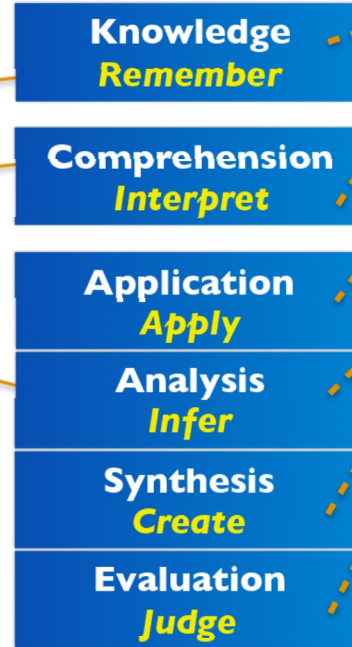 Knowledge
Remember
Comprehension
Interpret
Application
Apply
Analysis
Infer
Synthesis
Create
Evaluation
Judge